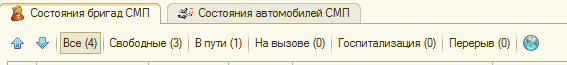 Состояния бригад СМП Состояния автомобилей СМП
Все (4) Свободные (3) В пути (1) На вызове (0) Госпитализация (0) Перерыв (0)